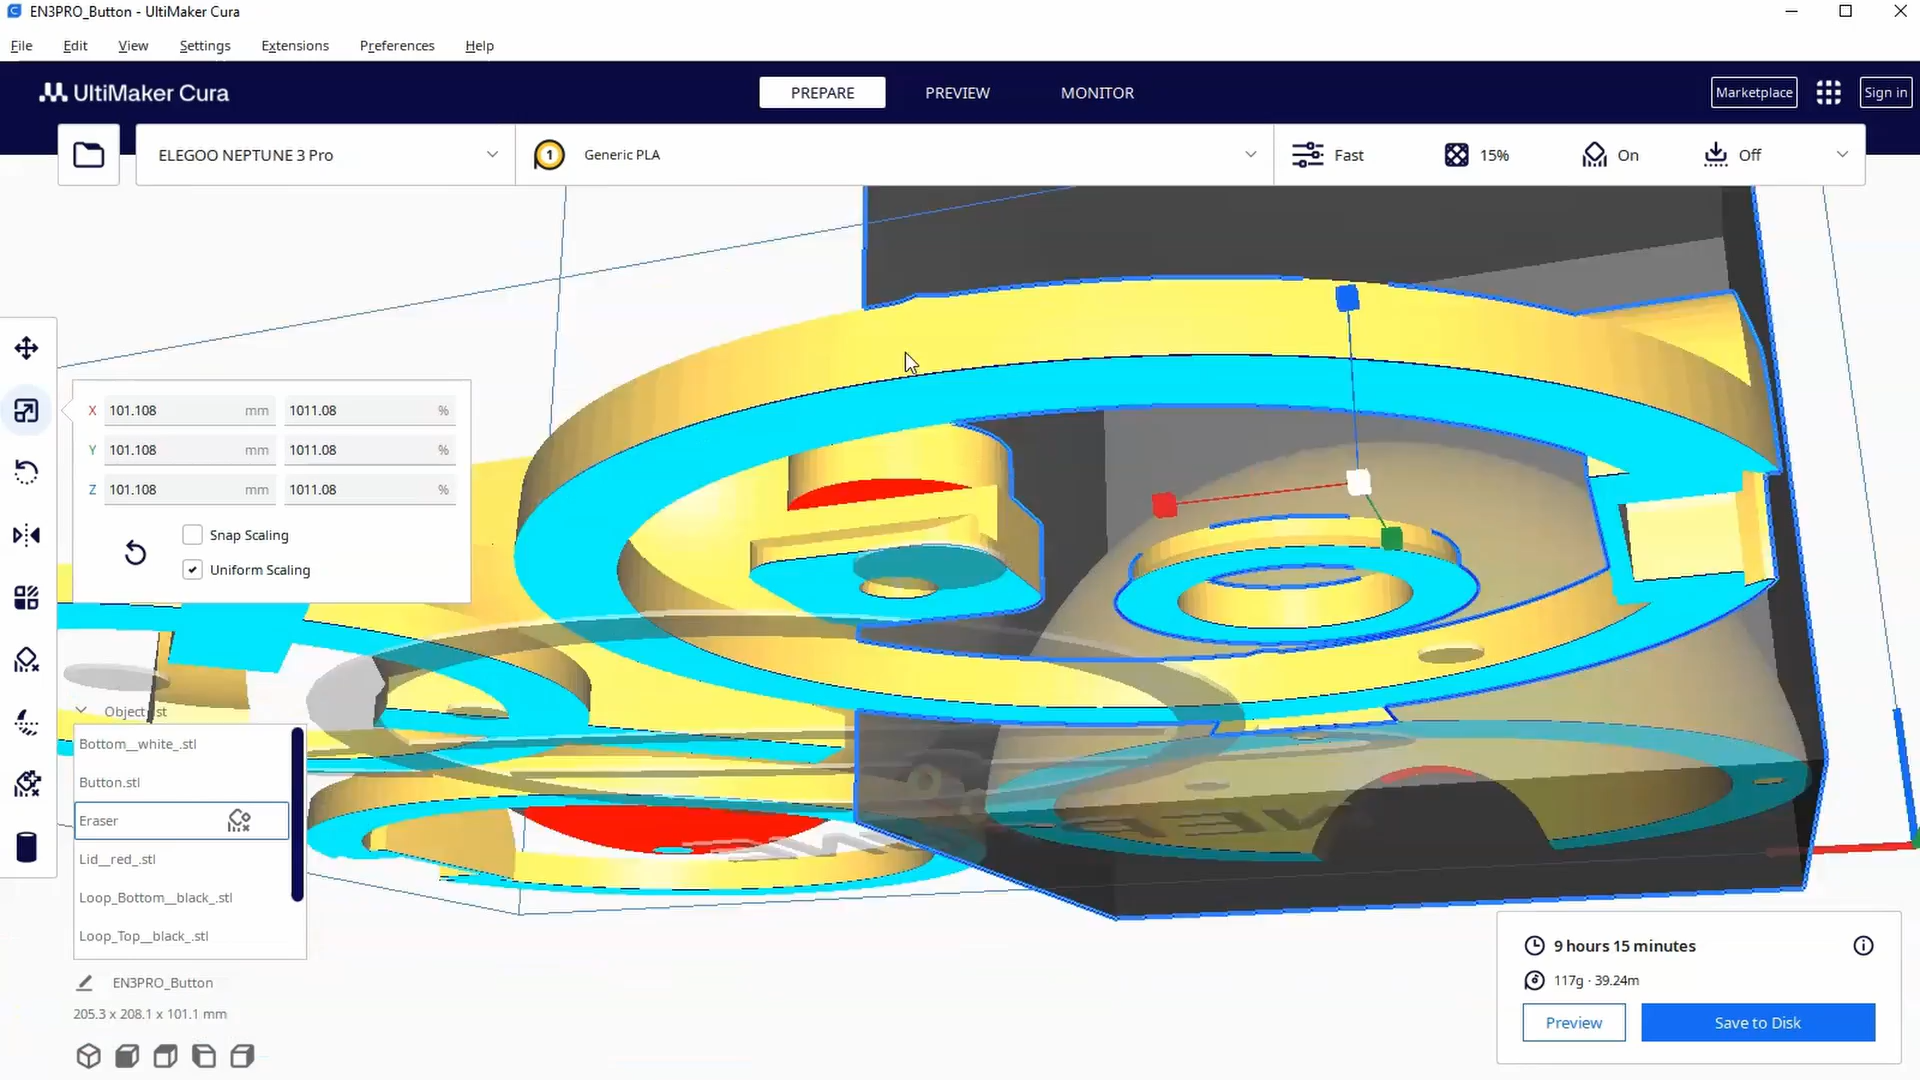 EN3PRO_Button - UltiMaker Cura
File Edit View Settings Extensions Preferences Help
UltiMaker Cura
PREPARE PREVIEW MONITOR
Marketplace
Sign in
ELEGOO NEPTUNE 3 Pro
1 Generic PLA
Fast 15% On Off
X 101.108 mm 1011.08 %
Y 101.108 mm 1011.08 %
Z 101.108 mm 1011.08 %
Snap Scaling
Uniform Scaling
Bottom__white_.stl
Button.stl
Eraser
Lid__red_.stl
Loop_Bottom__black_.stl
Loop_Top__black_.stl
EN3PRO_Button
205.3 x 208.1 x 101.1 mm
9 hours 15 minutes
117g · 39.24m
Preview
Save to Disk